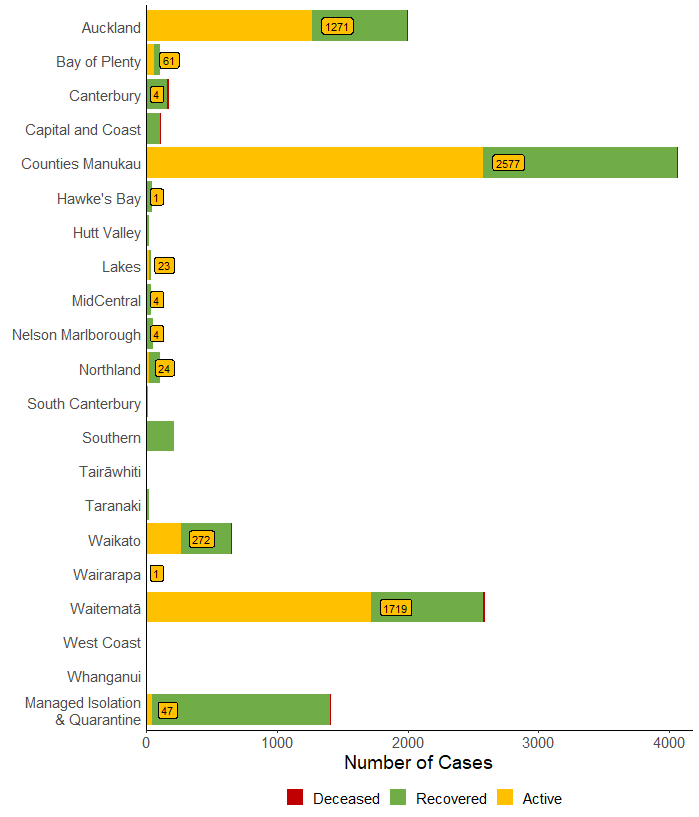 Auckland 1271
Bay of Plenty 61
Canterbury 4
Capital and Coast
Counties Manukau 2577
Hawke's Bay 1
Hutt Valley
Lakes 23
MidCentral 4
Nelson Marlborough 4
Northland 24
South Canterbury
Southern
Tairāwhiti
Taranaki
Waikato 272
Wairarapa 1
Waitematā 1719
West Coast
Whanganui
Managed Isolation
& Quarantine 47
0 1000 2000 3000 4000
Number of Cases
Deceased Recovered Active